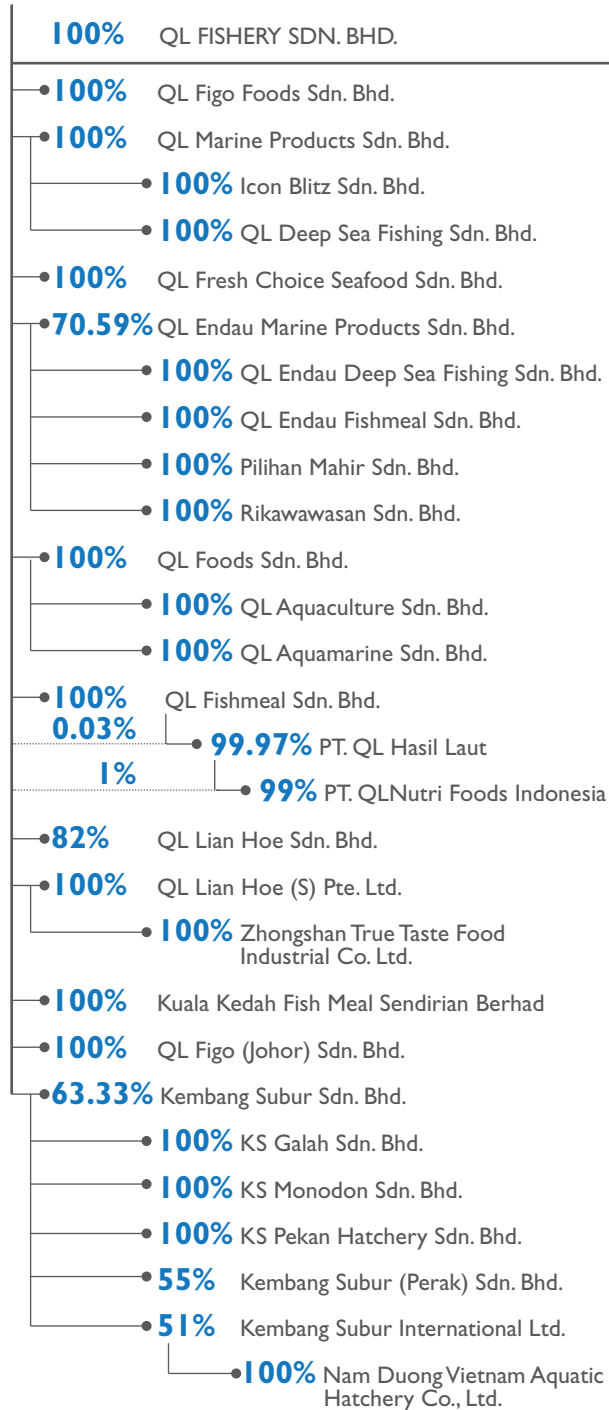 100% QL FISHERY SDN. BHD.
100% QL Figo Foods Sdn. Bhd.
100% QL Marine Products Sdn. Bhd.
100% Icon Blitz Sdn. Bhd.
100% QL Deep Sea Fishing Sdn. Bhd.
100% QL Fresh Choice Seafood Sdn. Bhd.
70.59% QL Endau Marine Products Sdn. Bhd.
100% QL Endau Deep Sea Fishing Sdn. Bhd.
100% QL Endau Fishmeal Sdn. Bhd.
100% Pilihan Mahir Sdn. Bhd.
100% Rikawawasan Sdn. Bhd.
100% QL Foods Sdn. Bhd.
100% QL Aquaculture Sdn. Bhd.
100% QL Aquamarine Sdn. Bhd.
100% QL Fishmeal Sdn. Bhd.
0.03%
99.97% PT. QL Hasil Laut
1%
99% PT. QLNutri Foods Indonesia
82% QL Lian Hoe Sdn. Bhd.
100% QL Lian Hoe (S) Pte. Ltd.
100% Zhongshan True Taste Food
Industrial Co. Ltd.
100% Kuala Kedah Fish Meal Sendirian Berhad
100% QL Figo (Johor) Sdn. Bhd.
63.33% Kembang Subur Sdn. Bhd.
100% KS Galah Sdn. Bhd.
100% KS Monodon Sdn. Bhd.
100% KS Pekan Hatchery Sdn. Bhd.
55% Kembang Subur (Perak) Sdn. Bhd.
51% Kembang Subur International Ltd.
100% Nam Duong Vietnam Aquatic
Hatchery Co., Ltd.